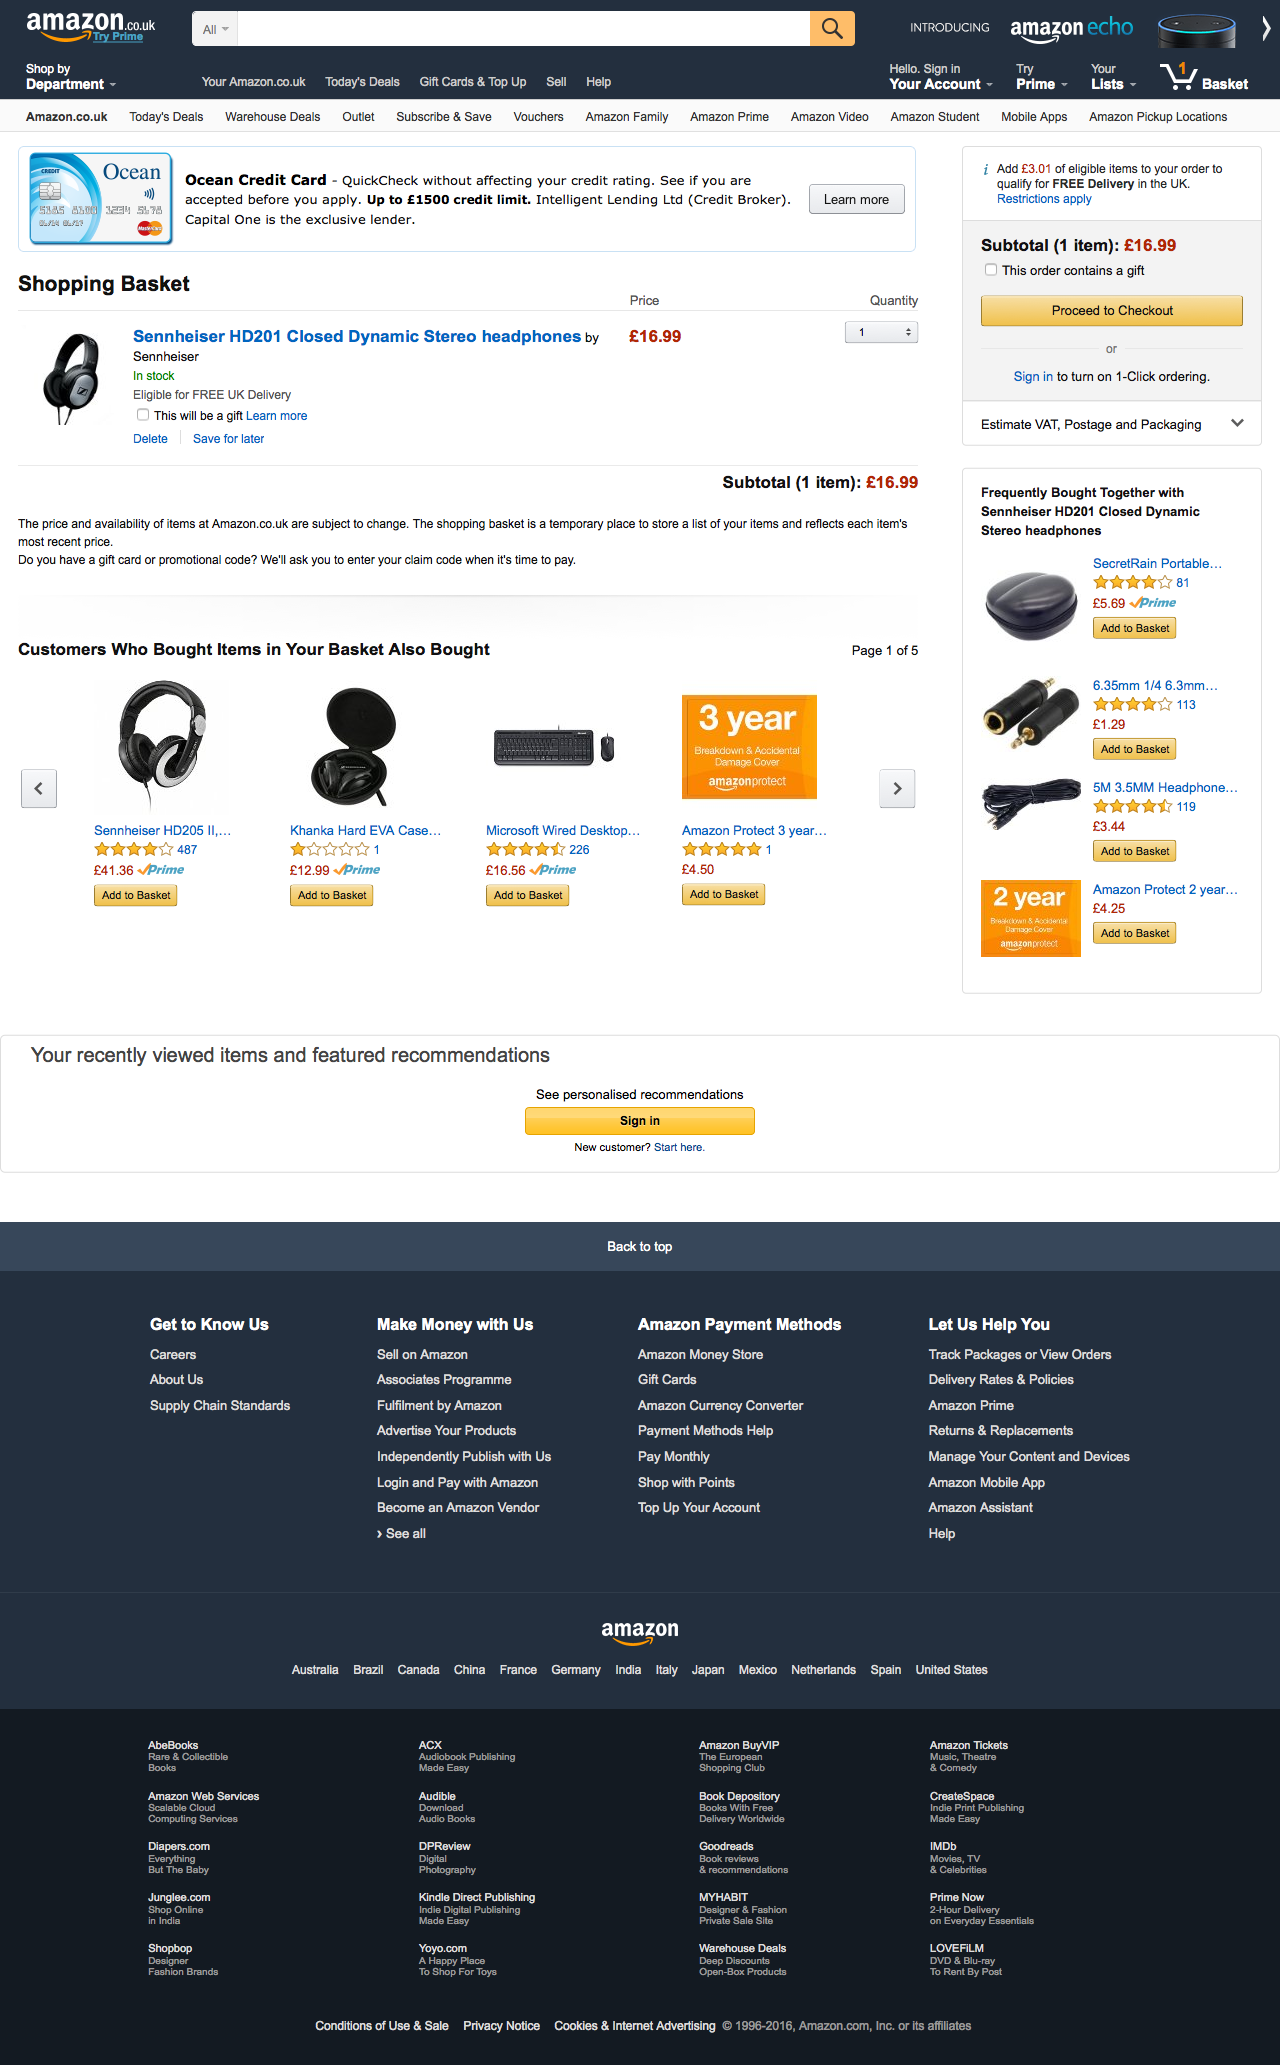 amazon.co.uk
Try Prime
All
INTRODUCING amazon echo
Shop by
Department
Your Amazon.co.uk Today's Deals Gift Cards & Top Up Sell Help
Hello. Sign in
Your Account
Try
Prime
Your
Lists
1
Basket
Amazon.co.uk Today's Deals Warehouse Deals Outlet Subscribe & Save Vouchers Amazon Family Amazon Prime Amazon Video Amazon Student Mobile Apps Amazon Pickup Locations
CREDIT
Ocean
MasterCard
Ocean Credit Card - QuickCheck without affecting your credit rating. See if you are
accepted before you apply. Up to £1500 credit limit. Intelligent Lending Ltd (Credit Broker).
Capital One is the exclusive lender.
Learn more
Shopping Basket
Price
Quantity
Sennheiser HD201 Closed Dynamic Stereo headphones by
Sennheiser
In stock
Eligible for FREE UK Delivery
This will be a gift Learn more
Delete
Save for later
£16.99
1
Subtotal (1 item): £16.99
The price and availability of items at Amazon.co.uk are subject to change. The shopping basket is a temporary place to store a list of your items and reflects each item's
most recent price.
Do you have a gift card or promotional code? We'll ask you to enter your claim code when it's time to pay.
Customers Who Bought Items in Your Basket Also Bought
Page 1 of 5
Sennheiser HD205 II,...
487
£41.36 Prime
Add to Basket
Khanka Hard EVA Case...
1
£12.99 Prime
Add to Basket
Microsoft Wired Desktop...
226
£16.56 Prime
Add to Basket
3 year
Breakdown & Accidental
Damage Cover
amazonprotect
Amazon Protect 3 year...
1
£4.50
Add to Basket
i
Add £3.01 of eligible items to your order to
qualify for FREE Delivery in the UK.
Restrictions apply
Subtotal (1 item): £16.99
This order contains a gift
Proceed to Checkout
or
Sign in to turn on 1-Click ordering.
Estimate VAT, Postage and Packaging
Frequently Bought Together with
Sennheiser HD201 Closed Dynamic
Stereo headphones
SecretRain Portable...
81
£5.69 Prime
Add to Basket
6.35mm 1/4 6.3mm...
113
£1.29
Add to Basket
5M 3.5MM Headphone...
119
£3.44
Add to Basket
2 year
Breakdown & Accidental
Damage Cover
amazonprotect
Amazon Protect 2 year...
£4.25
Add to Basket
Your recently viewed items and featured recommendations
See personalised recommendations
Sign in
New customer? Start here.
Back to top
Get to Know Us
Careers
About Us
Supply Chain Standards
Make Money with Us
Sell on Amazon
Associates Programme
Fulfilment by Amazon
Advertise Your Products
Independently Publish with Us
Login and Pay with Amazon
Become an Amazon Vendor
› See all
Amazon Payment Methods
Amazon Money Store
Gift Cards
Amazon Currency Converter
Payment Methods Help
Pay Monthly
Shop with Points
Top Up Your Account
Let Us Help You
Track Packages or View Orders
Delivery Rates & Policies
Amazon Prime
Returns & Replacements
Manage Your Content and Devices
Amazon Mobile App
Amazon Assistant
Help
amazon
Australia Brazil Canada China France Germany India Italy Japan Mexico Netherlands Spain United States
AbeBooks
Rare & Collectible
Books
ACX
Audiobook Publishing
Made Easy
Amazon BuyVIP
The European
Shopping Club
Amazon Tickets
Music, Theatre
& Comedy
Amazon Web Services
Scalable Cloud
Computing Services
Audible
Download
Audio Books
Book Depository
Books With Free
Delivery Worldwide
CreateSpace
Indie Print Publishing
Made Easy
Diapers.com
Everything
But The Baby
DPReview
Digital
Photography
Goodreads
Book reviews
& recommendations
IMDb
Movies, TV
& Celebrities
Junglee.com
Shop Online
in India
Kindle Direct Publishing
Indie Digital Publishing
Made Easy
MYHABIT
Designer & Fashion
Private Sale Site
Prime Now
2-Hour Delivery
on Everyday Essentials
Shopbop
Designer
Fashion Brands
Yoyo.com
A Happy Place
To Shop For Toys
Warehouse Deals
Deep Discounts
Open-Box Products
LOVEFiLM
DVD & Blu-ray
To Rent By Post
Conditions of Use & Sale Privacy Notice Cookies & Internet Advertising © 1996-2016, Amazon.com, Inc. or its affiliates